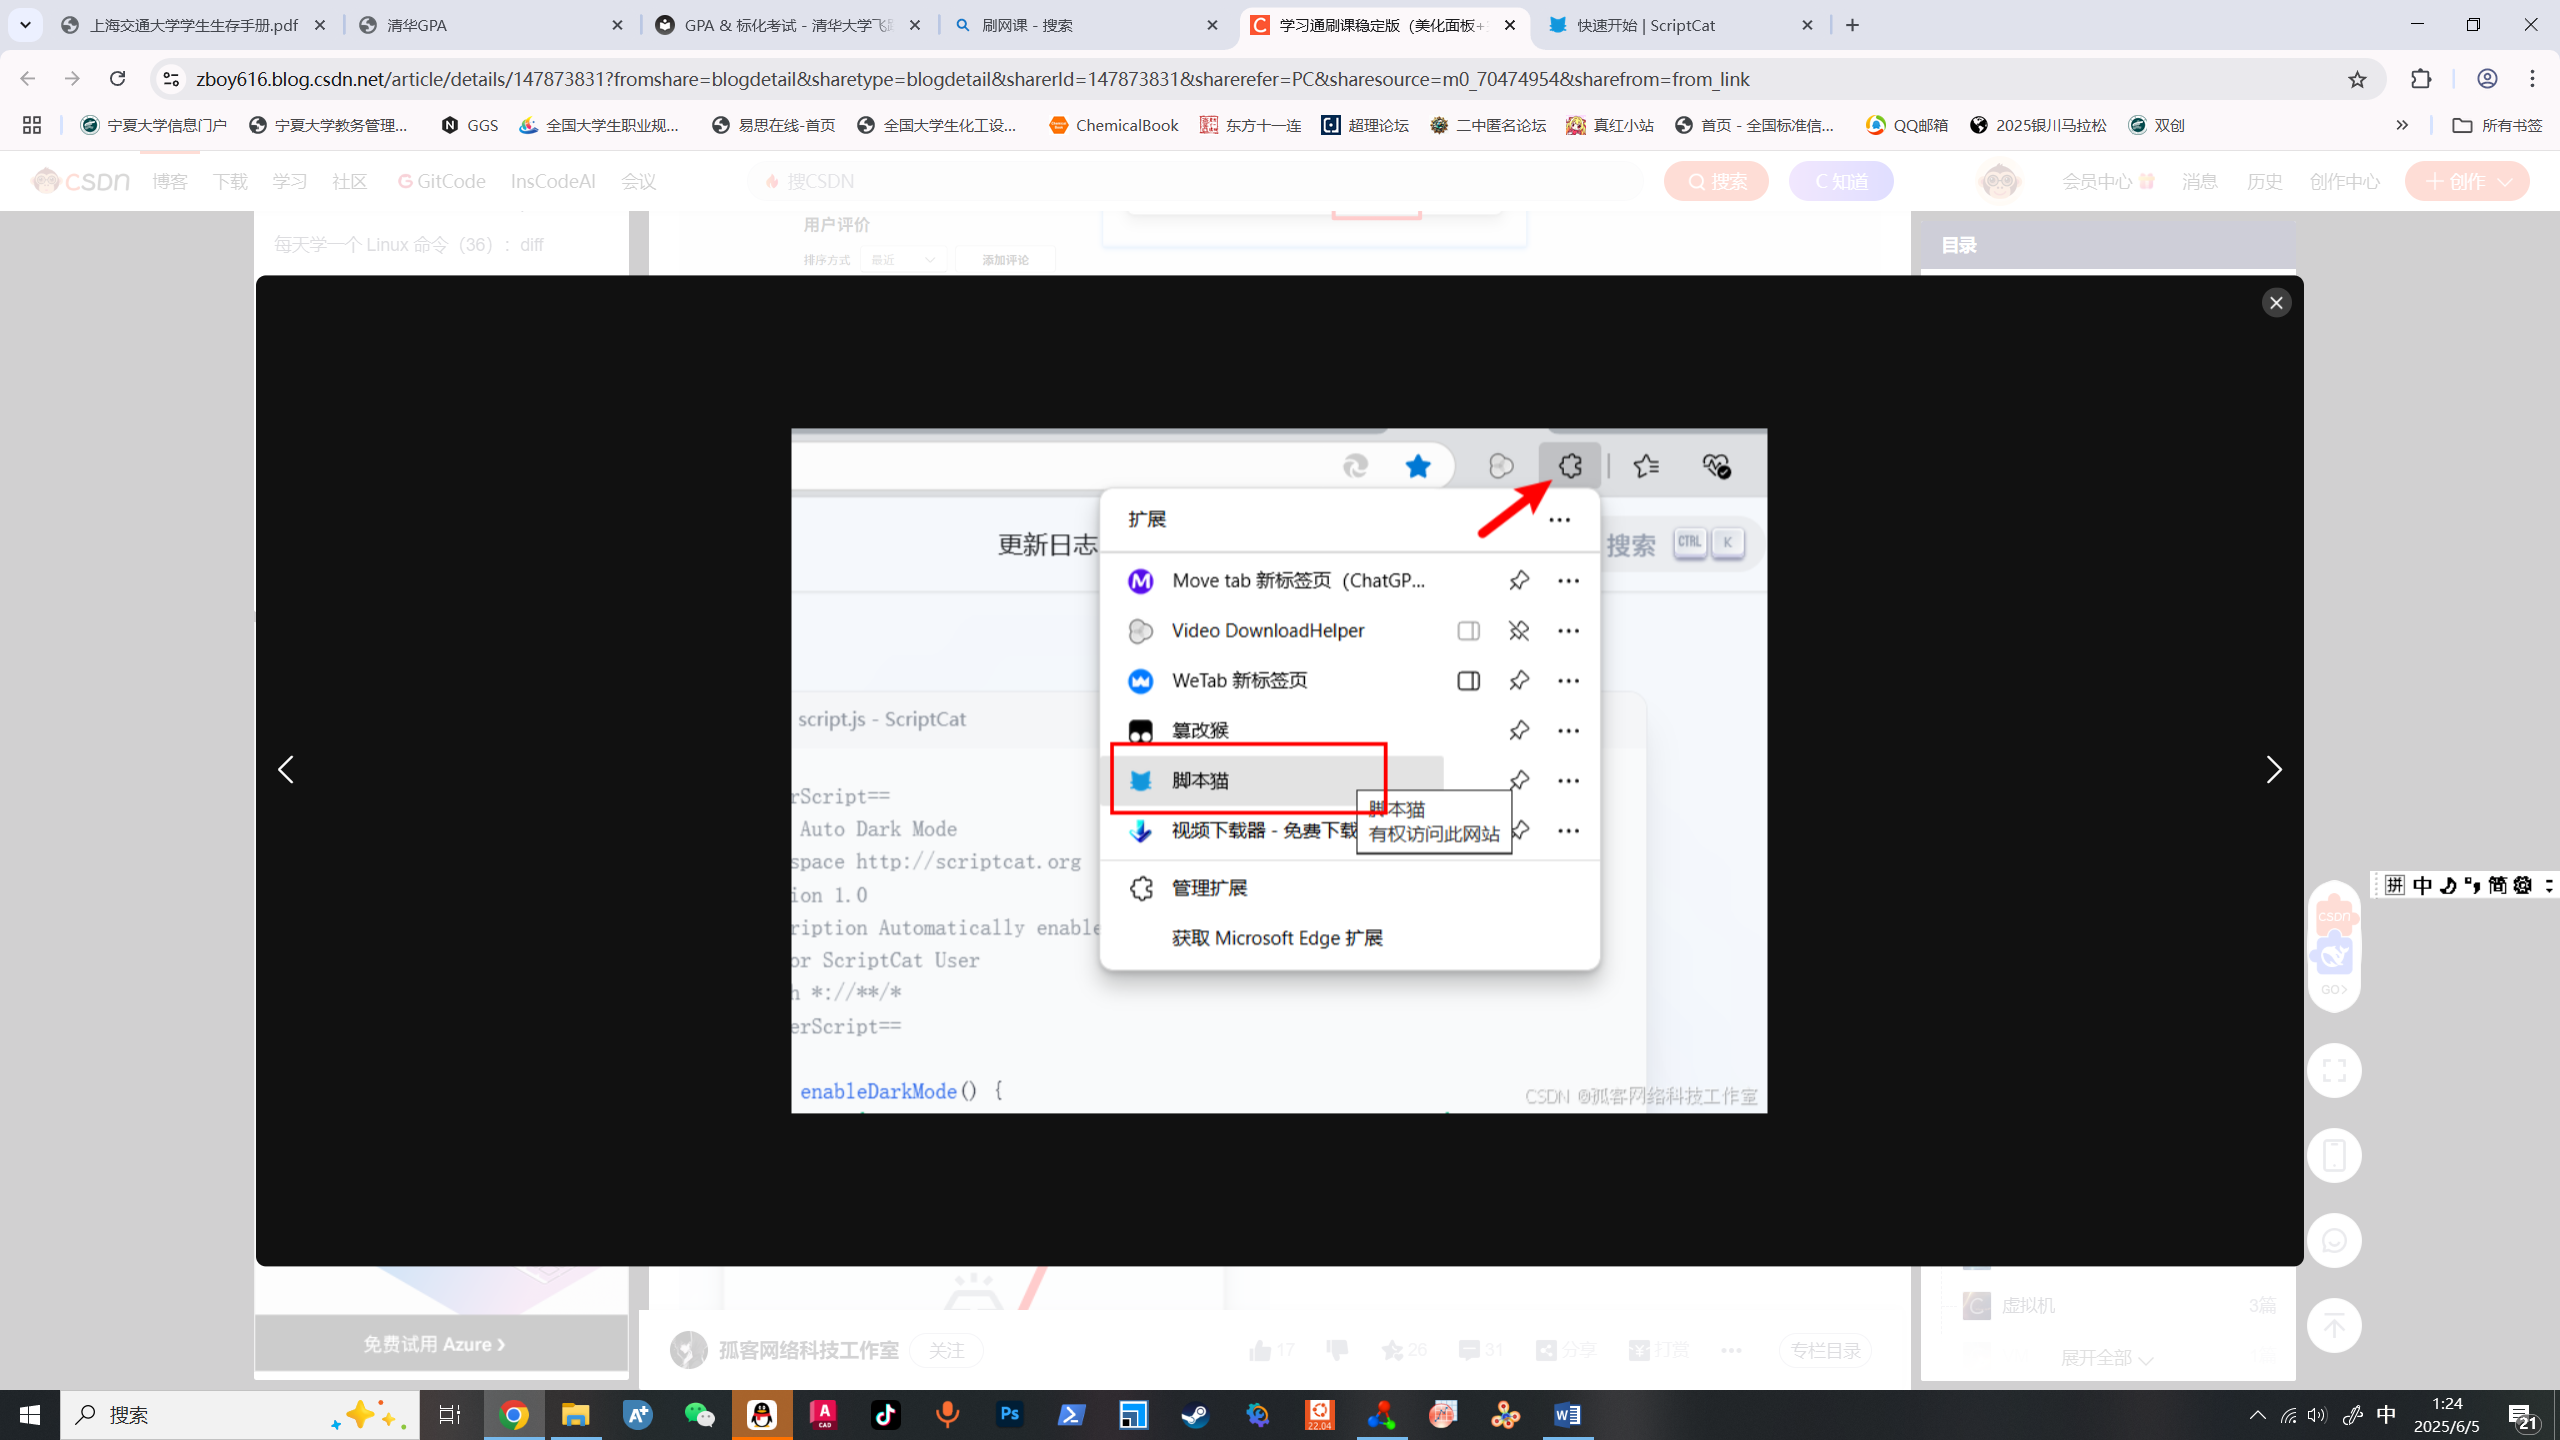 上海交通大学学生生存手册.pdf
清华GPA
GPA & 标化考试 - 清华大学飞
刷网课 - 搜索
学习通刷课稳定版（美化面板+
快速开始 | ScriptCat
zboy616.blog.csdn.net/article/details/147873831?fromshare=blogdetail&sharetype=blogdetail&sharerId=147873831&sharerefer=PC&sharesource=m0_70474954&sharefrom=from_link
宁夏大学信息门户
宁夏大学教务管理...
GGS
全国大学生职业规...
易思在线-首页
全国大学生化工设...
ChemicalBook
东方十一连
超理论坛
二中匿名论坛
真红小站
首页 - 全国标准信...
QQ邮箱
2025银川马拉松
双创
所有书签
CSDN
博客
下载
学习
社区
GitCode
InsCodeAI
会议
搜CSDN
搜索
C 知道
会员中心
消息
历史
创作中心
创作
每天学一个 Linux 命令（36）：diff
用户评价
排序方式
最近
添加评论
目录
扩展
更新日志
搜索
CTRL
K
Move tab 新标签页（ChatGP...
Video DownloadHelper
WeTab 新标签页
script.js - ScriptCat
篡改猴
脚本猫
脚本猫
有权访问此网站
视频下载器 - 免费下载
管理扩展
获取 Microsoft Edge 扩展
rScript==
Auto Dark Mode
space http://scriptcat.org
ion 1.0
ription Automatically enable
or ScriptCat User
h *://**/*
erScript==
enableDarkMode() {
CSDN @孤客网络科技工作室
拼 中 简
CSDN
GO>
虚拟机
3篇
展开全部
免费试用 Azure ›
孤客网络科技工作室
关注
17
26
31
分享
打赏
专栏目录
搜索
A CAD
Ps
22.04
中
1:24
2025/6/5
21